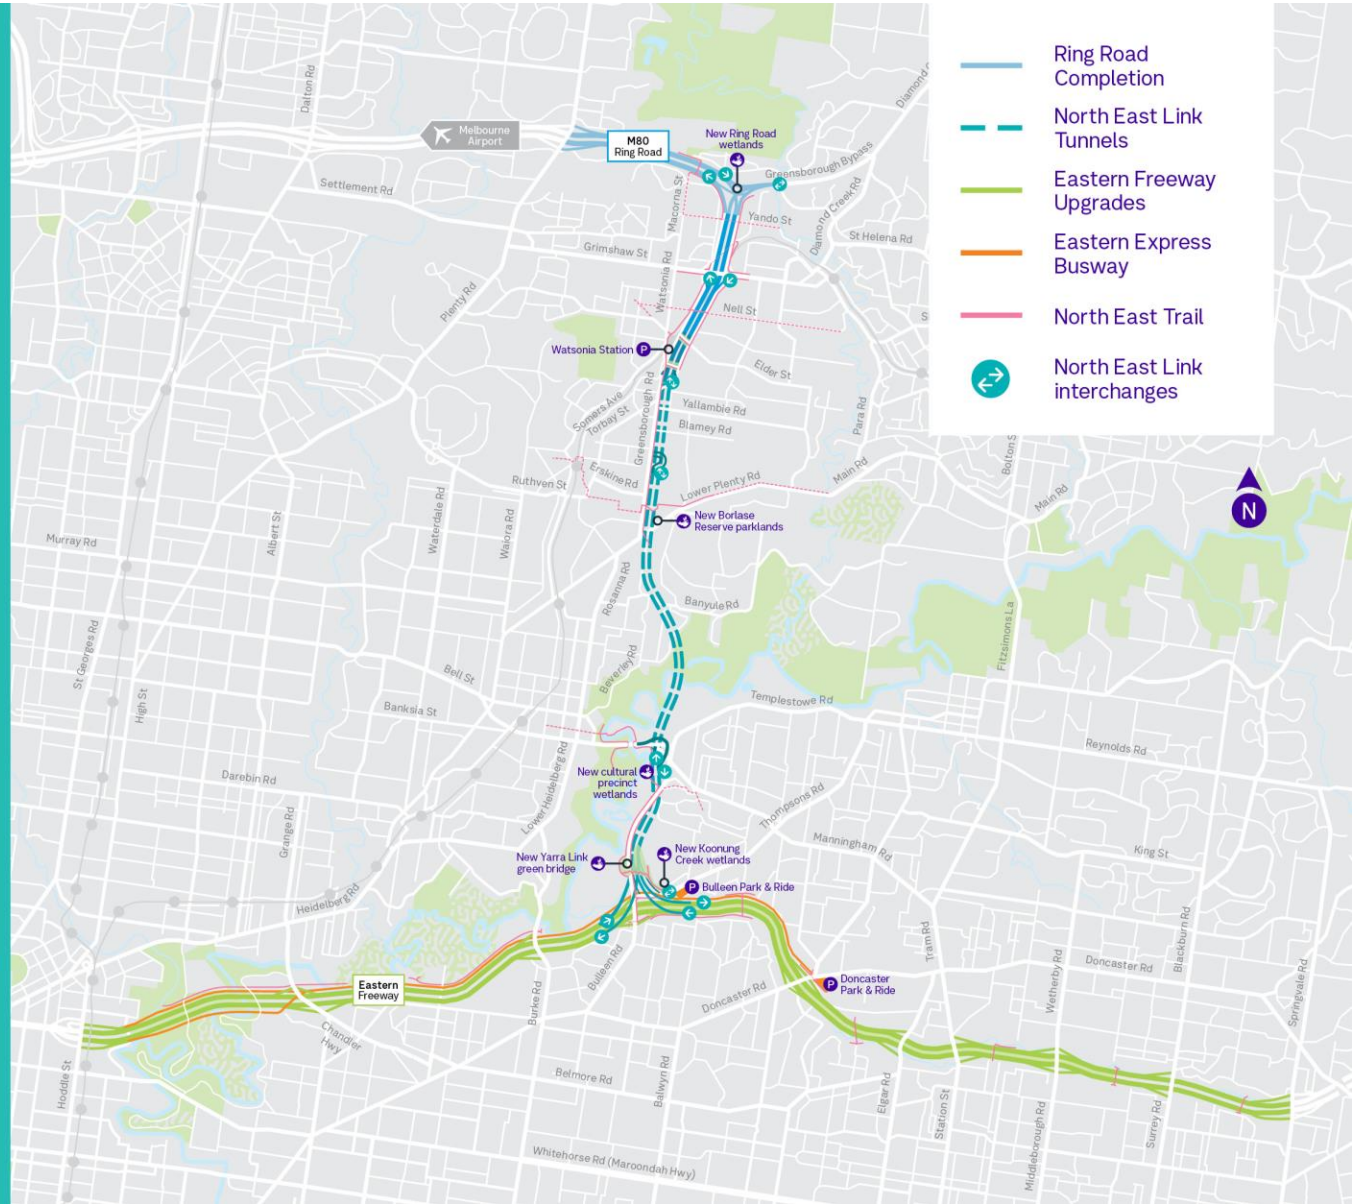 Ring Road
Completion
North East Link
Tunnels
Eastern Freeway
Upgrades
Eastern Express
Busway
North East Trail
North East Link
interchanges
N
Dalton Rd
Melbourne
Airport
M80
Ring Road
New Ring Road
wetlands
Greensborough Bypass
Settlement Rd
Macorna St
Yando St
Diamond Creek Rd
St Helena Rd
Grimshaw St
Watsonia Rd
Plenty Rd
Nell St
Watsonia Station
P
Elder St
Somers Ave
Torbay St
Greensborough Rd
Yallambie Rd
Blamey Rd
Para Rd
Main Rd
Erskine Rd
Ruthven St
Lower Plenty Rd
Main Rd
New Borlase
Reserve parklands
Waterdale Rd
Waiora Rd
Albert St
Murray Rd
Rosanna Rd
Banyule Rd
Fitzsimons La
St Georges Rd
High St
Bell St
Beverley Rd
Banksia St
Templestowe Rd
Reynolds Rd
Darebin Rd
New cultural
precinct
wetlands
Lower Heidelberg Rd
Grange Rd
Thompsons Rd
Manningham Rd
King St
New Yarra Link
green bridge
New Koonung
Creek wetlands
P
Bulleen Park & Ride
Heidelberg Rd
Tram Rd
Blackburn Rd
Bulleen Rd
Doncaster Rd
Wetherby Rd
Springvale Rd
Eastern
Freeway
Burke Rd
Doncaster Rd
P
Doncaster
Park & Ride
Chandler
Hwy
Hoddle St
Belmore Rd
Balwyn Rd
Elgar Rd
Station St
Middleborough Rd
Surrey Rd
Whitehorse Rd (Maroondah Hwy)